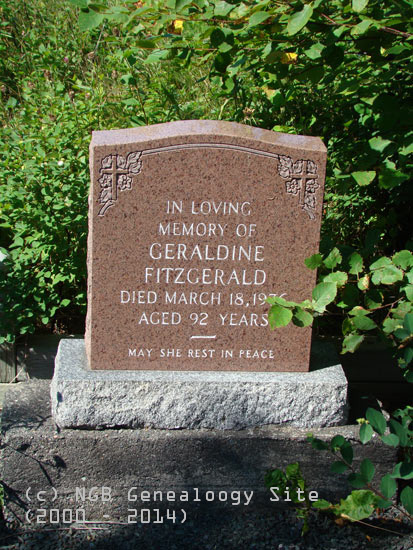 IN LOVING
MEMORY OF
GERALDINE
FITZGERALD
DIED MARCH 18,
AGED 92 YEARS
MAY SHE REST IN PEACE
(c) NGB Genealoogy Site
(2000 - 2014)